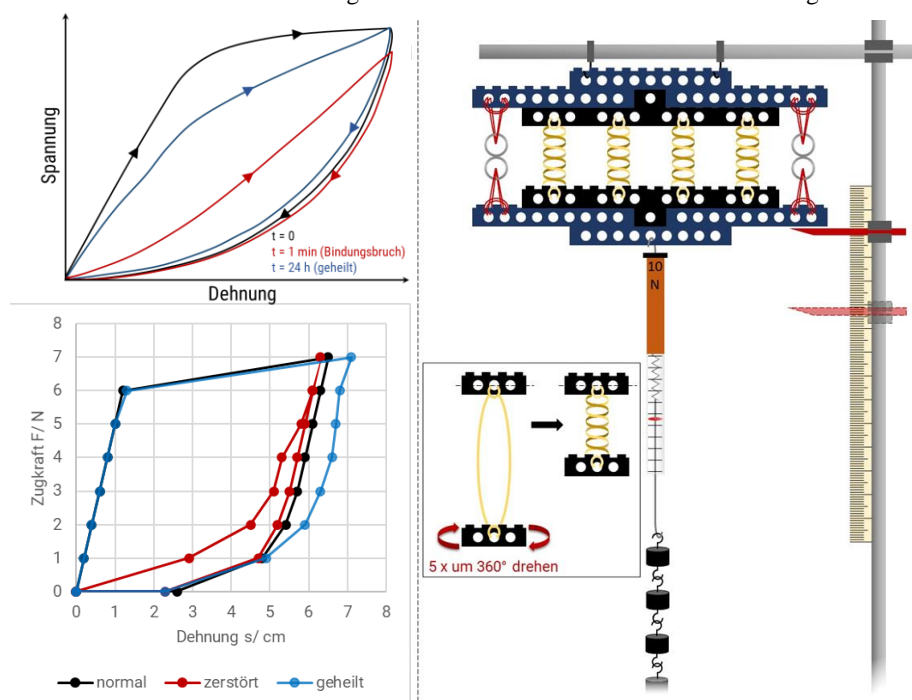 Spannung
t = 0
t = 1 min (Bindungsbruch)
t = 24 h (geheilt)
Dehnung
8
7
6
5
4
3
2
1
0
Zugkraft F/ N
0 1 2 3 4 5 6 7 8
Dehnung s/ cm
normal zerstört geheilt
10
N
5 x um 360° drehen